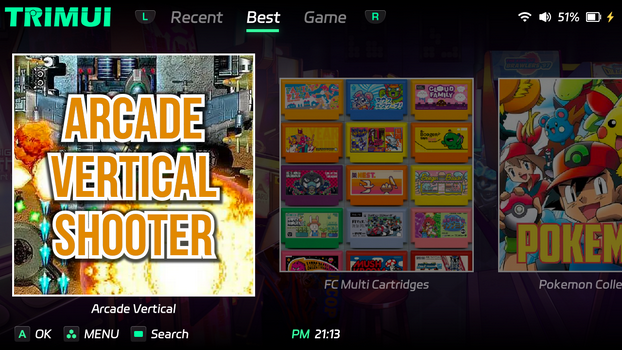 TRIMUI
L Recent Best Game R
51%
ARCADE
VERTICAL
SHOOTER
CLOUD
FAMILY
POKEM
Arcade Vertical
FC Multi Cartridges
Pokemon Colle
A OK MENU Search
PM 21:13